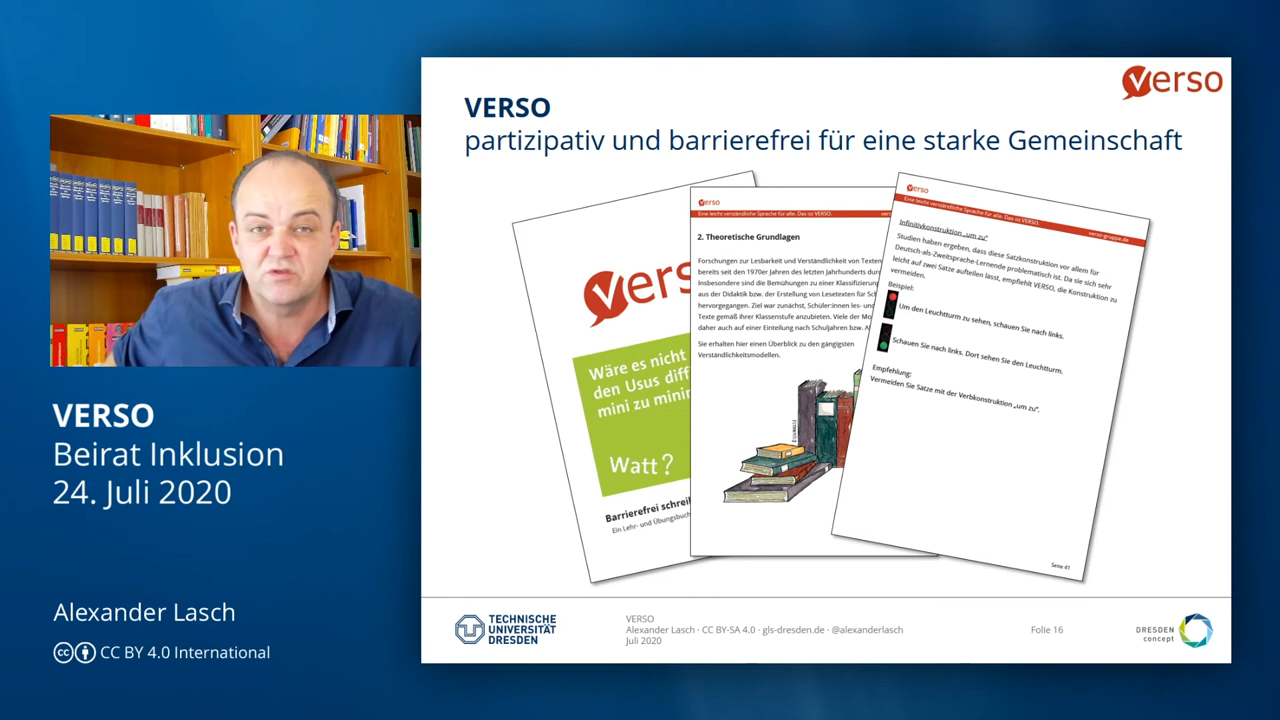 verso
VERSO
partizipativ und barrierefrei für eine starke Gemeinschaft
vers
Wäre es nicht
den Usus diff
mini zu minir
Watt?
Barrierefrei schreib
Ein Lehr- und Übungsbuch
verso
Eine leicht verständliche Sprache für alle. Das ist VERSO.
2. Theoretische Grundlagen
Forschungen zur Lesbarkeit und Verständlichkeit von Texten
bereits seit den 1970er Jahren des letzten Jahrhunderts durc
Insbesondere sind die Bemühungen zu einer Klassifizierung
aus der Didaktik bzw. der Erstellung von Lesetexten für Sch
hervorgegangen. Ziel war zunächst, Schüler:innen les- und
Texte gemäß ihrer Klassenstufe anzubieten. Viele der Mo
daher auch auf einer Einteilung nach Schuljahren bzw. A
Sie erhalten hier einen Überblick zu den gängigsten
Verständlichkeitsmodellen.
verso
Eine leicht verständliche Sprache für alle. Das ist VERSO.
verso-gruppe.de
Infinitivkonstruktion „um zu"
Studien haben ergeben, dass diese Satzkonstruktion vor allem für
Deutsch-als-Zweitsprache-Lernende problematisch ist. Da sie sich sehr
leicht auf zwei Sätze aufteilen lässt, empfiehlt VERSO, die Konstruktion zu
vermeiden.
Beispiel:
Um den Leuchtturm zu sehen, schauen Sie nach links.
Schauen Sie nach links. Dort sehen Sie den Leuchtturm.
Empfehlung:
Vermeiden Sie Sätze mit der Verbkonstruktion „um zu".
Seite 41
VERSO
Beirat Inklusion
24. Juli 2020
Alexander Lasch
CC BY 4.0 International
TECHNISCHE
UNIVERSITÄT
DRESDEN
VERSO
Alexander Lasch · CC BY-SA 4.0 · gls-dresden.de · @alexanderlasch
Juli 2020
Folie 16
DRESDEN
concept